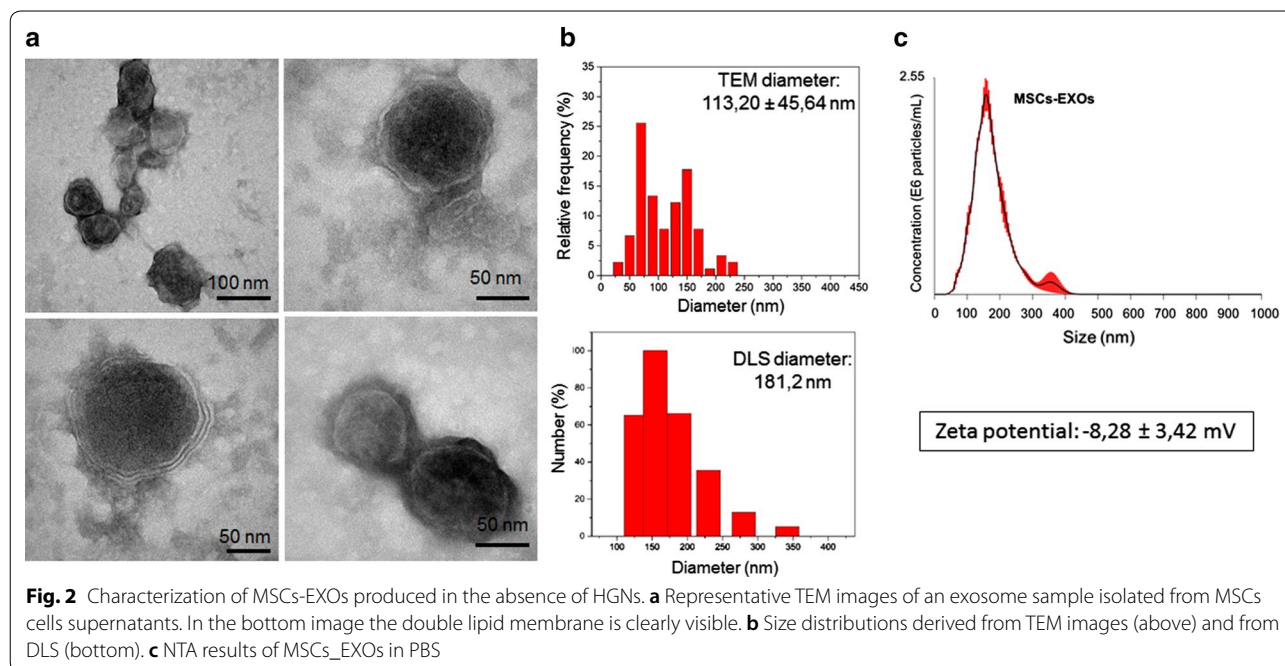 a
100 nm
50 nm
50 nm
50 nm
b
35
30
25
20
15
10
5
0
Relative frequency (%)
TEM diameter:
113,20 ± 45,64 nm
0 50 100 150 200 250 300 350 400 450
Diameter (nm)
100
80
60
40
20
0
Number (%)
DLS diameter:
181,2 nm
100 150 200 250 300 350 400
Diameter (nm)
c
2.55
Concentration (E6 particles/mL)
MSCs-EXOs
0 100 200 300 400 500 600 700 800 900 1000
Size (nm)
Zeta potential: -8,28 ± 3,42 mV
Fig. 2 Characterization of MSCs-EXOs produced in the absence of HGNs. a Representative TEM images of an exosome sample isolated from MSCs
cells supernatants. In the bottom image the double lipid membrane is clearly visible. b Size distributions derived from TEM images (above) and from
DLS (bottom). c NTA results of MSCs_EXOs in PBS